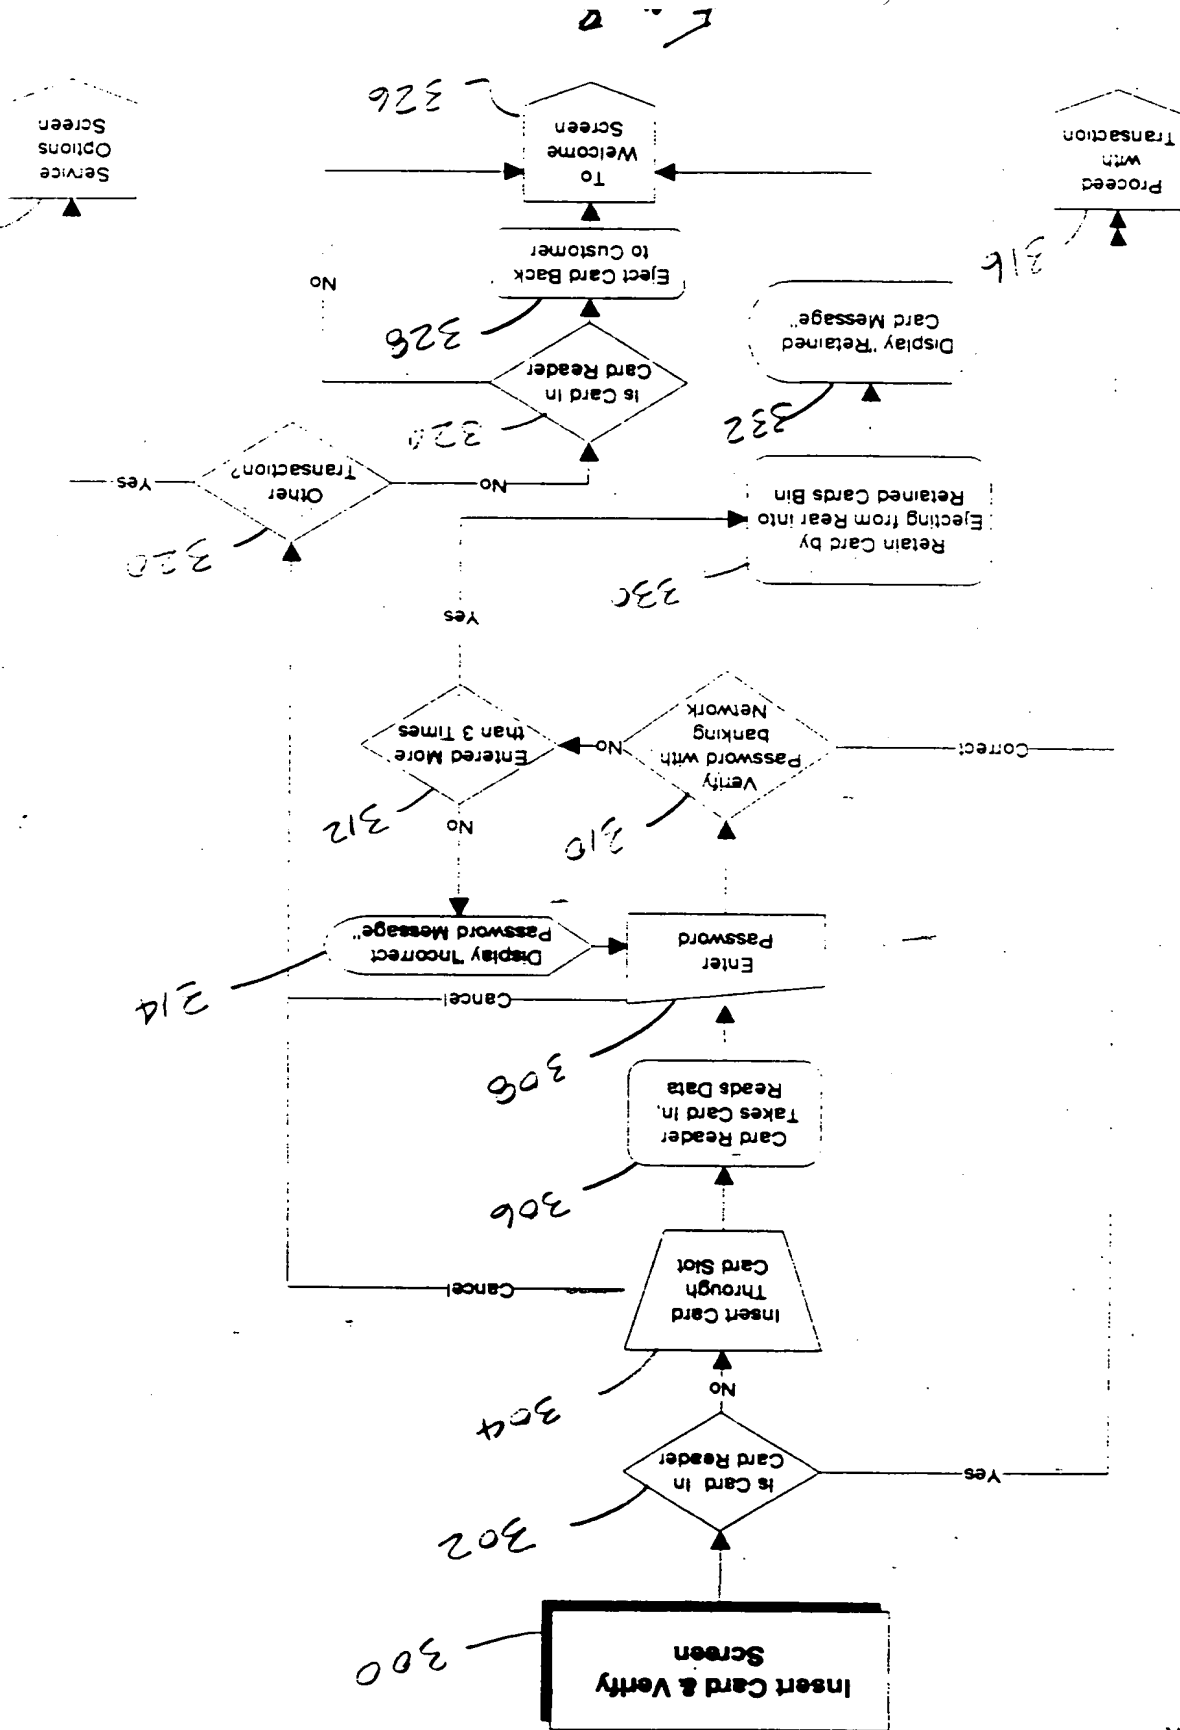 Insert Card & Verify
Screen
300
302
Is Card In
Card Reader
Yes
No
304
Insert Card
Through
Card Slot
Cancel
306
Card Reader
Takes Card In,
Reads Data
308
Enter
Password
Cancel
314
Display "Incorrect
Password Message"
310
Verify
Password with
banking
Network
Correct
No
312
Entered More
than 3 Times
No
Yes
330
Retain Card by
Ejecting from Rear into
Retained Cards Bin
332
Display "Retained
Card Message"
316
Proceed
with
Transaction
320
Other
Transaction?
Yes
No
Is Card In
Card Reader
No
328
Eject Card Back
to Customer
326
To
Welcome
Screen
Service
Options
Screen